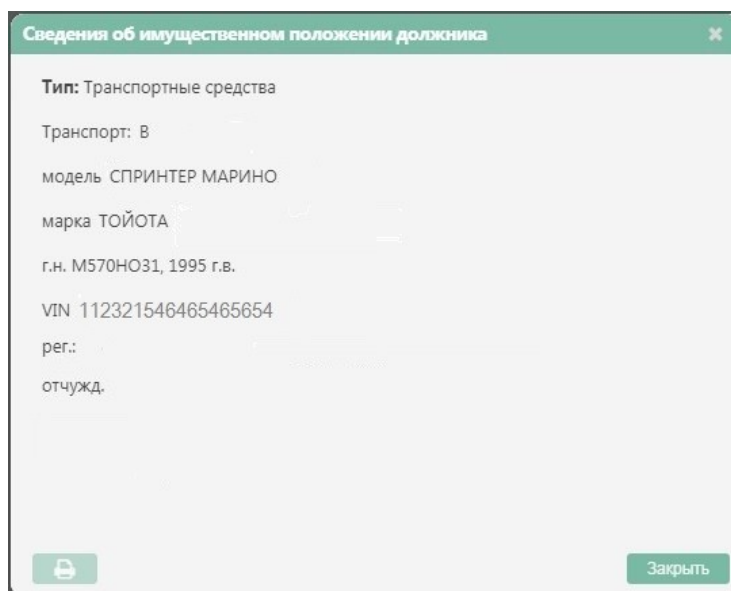 Сведения об имущественном положении должника
Тип: Транспортные средства
Транспорт: В
модель СПРИНТЕР МАРИНО
марка ТОЙОТА
г.н. М570НО31, 1995 г.в.
VIN 112321546465465654
рег.:
отчужд.
Закрыть